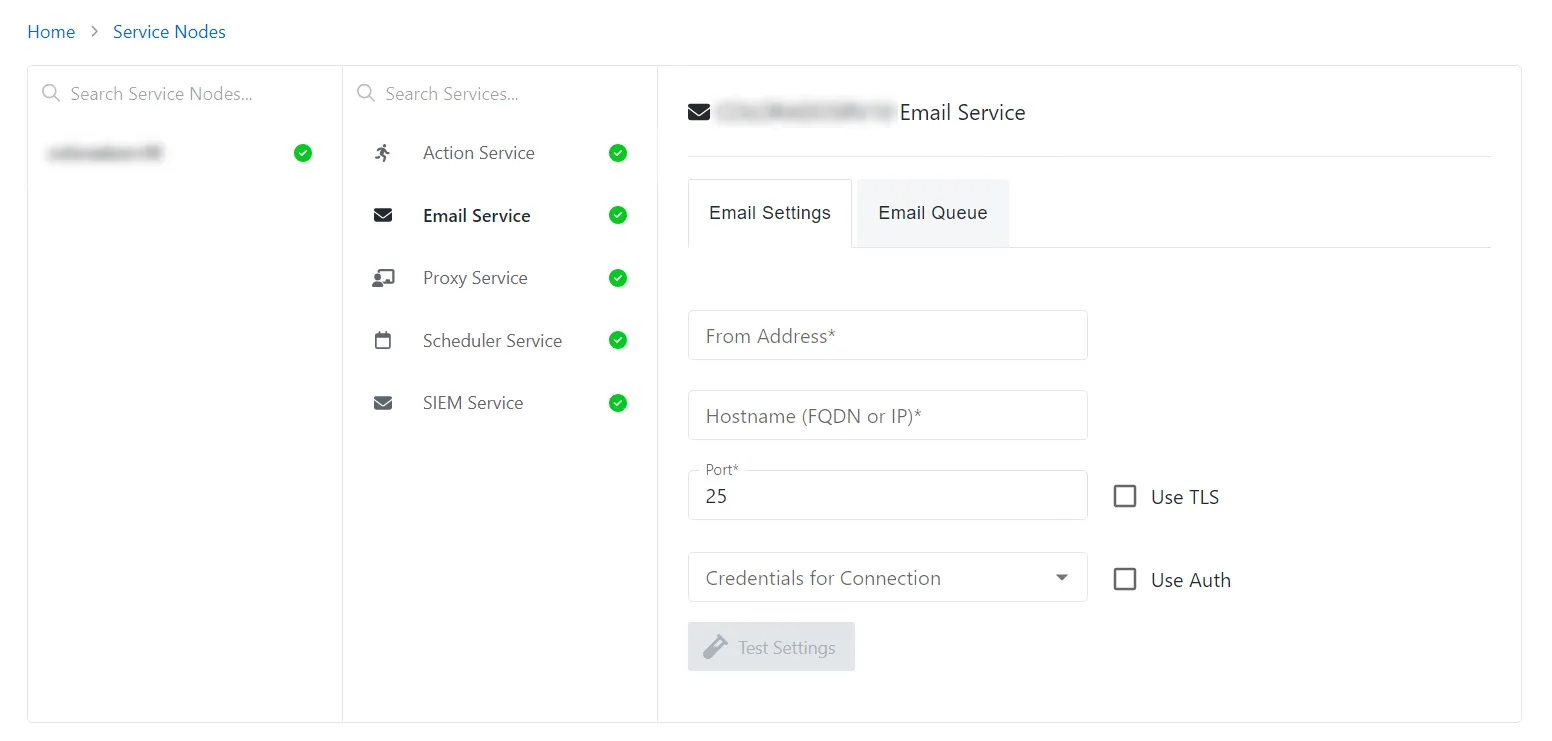 Home > Service Nodes
Search Service Nodes...
Search Services...
Action Service
Email Service
Proxy Service
Scheduler Service
SIEM Service
Email Service
Email Settings
Email Queue
From Address*
Hostname (FQDN or IP)*
Port*
25
Use TLS
Credentials for Connection
Use Auth
Test Settings